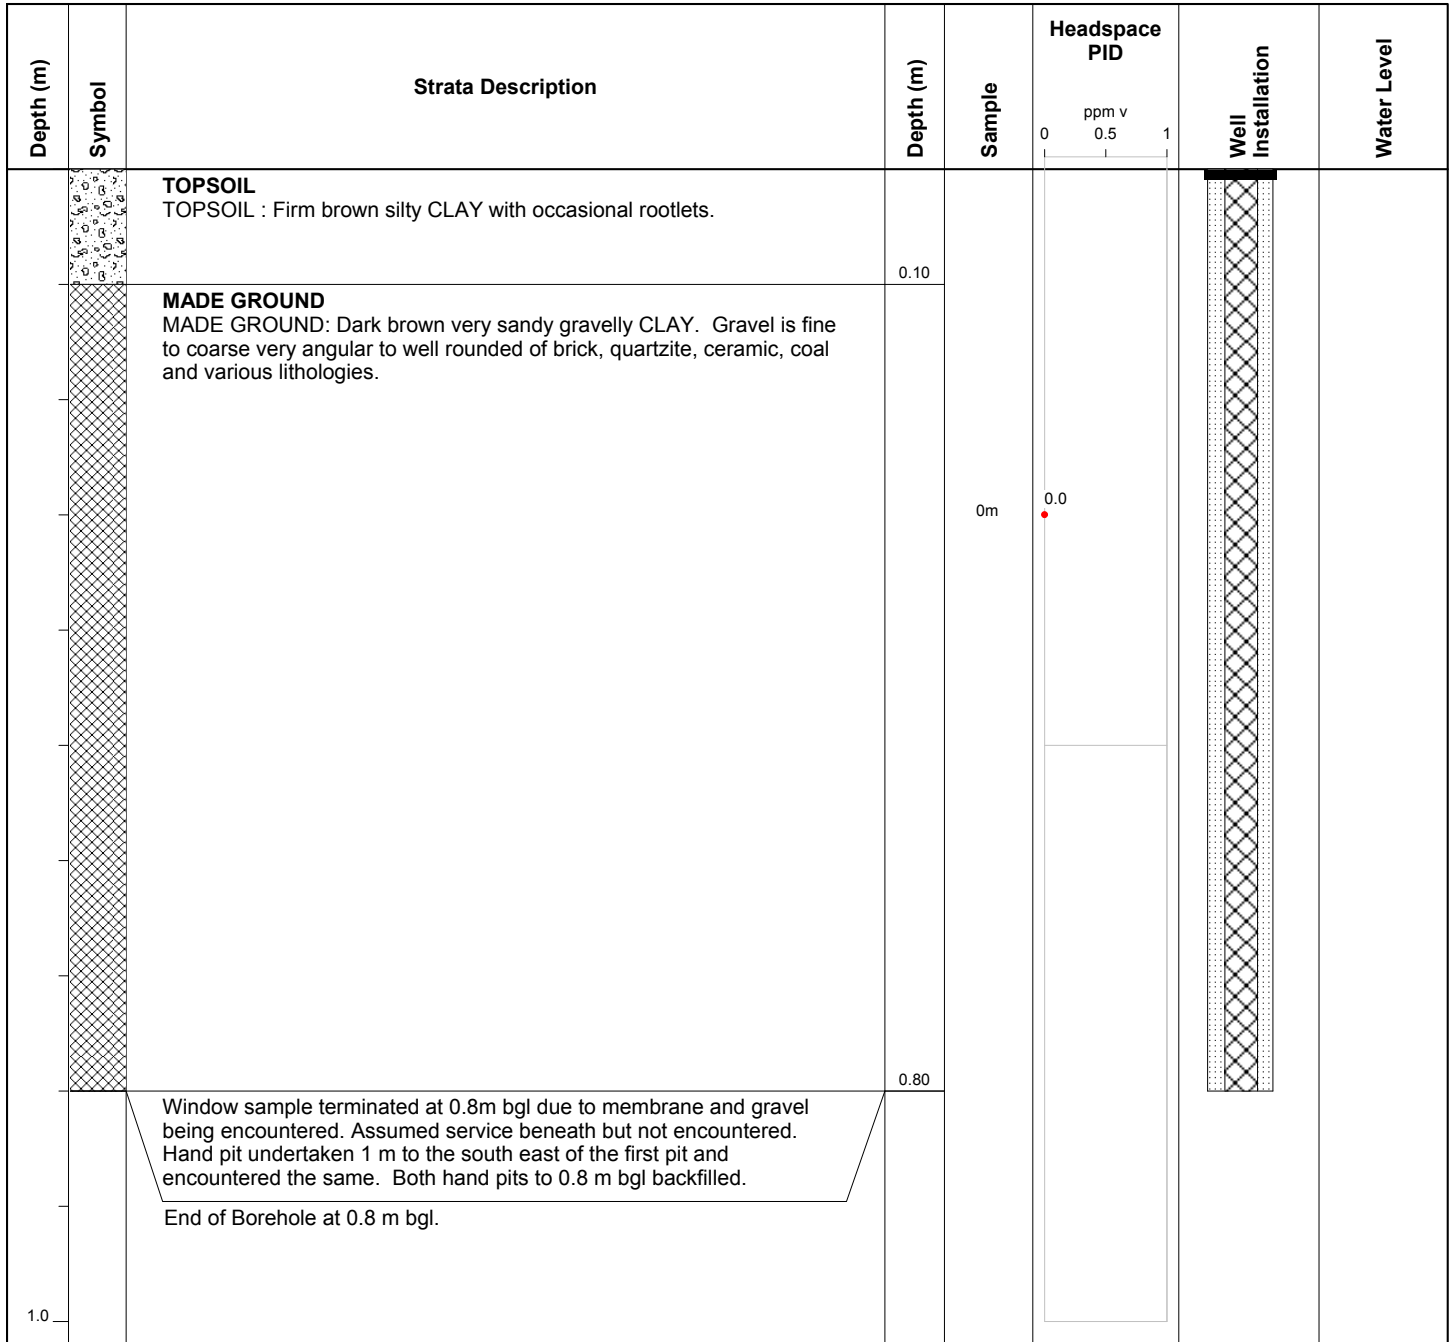 Depth (m)
Symbol
Strata Description
Depth (m)
Sample
Headspace
PID
ppm v
0 0.5 1
Well
Installation
Water Level
TOPSOIL
TOPSOIL : Firm brown silty CLAY with occasional rootlets.
0.10
MADE GROUND
MADE GROUND: Dark brown very sandy gravelly CLAY. Gravel is fine
to coarse very angular to well rounded of brick, quartzite, ceramic, coal
and various lithologies.
0m
0.0
0.80
Window sample terminated at 0.8m bgl due to membrane and gravel
being encountered. Assumed service beneath but not encountered.
Hand pit undertaken 1 m to the south east of the first pit and
encountered the same. Both hand pits to 0.8 m bgl backfilled.
End of Borehole at 0.8 m bgl.
1.0